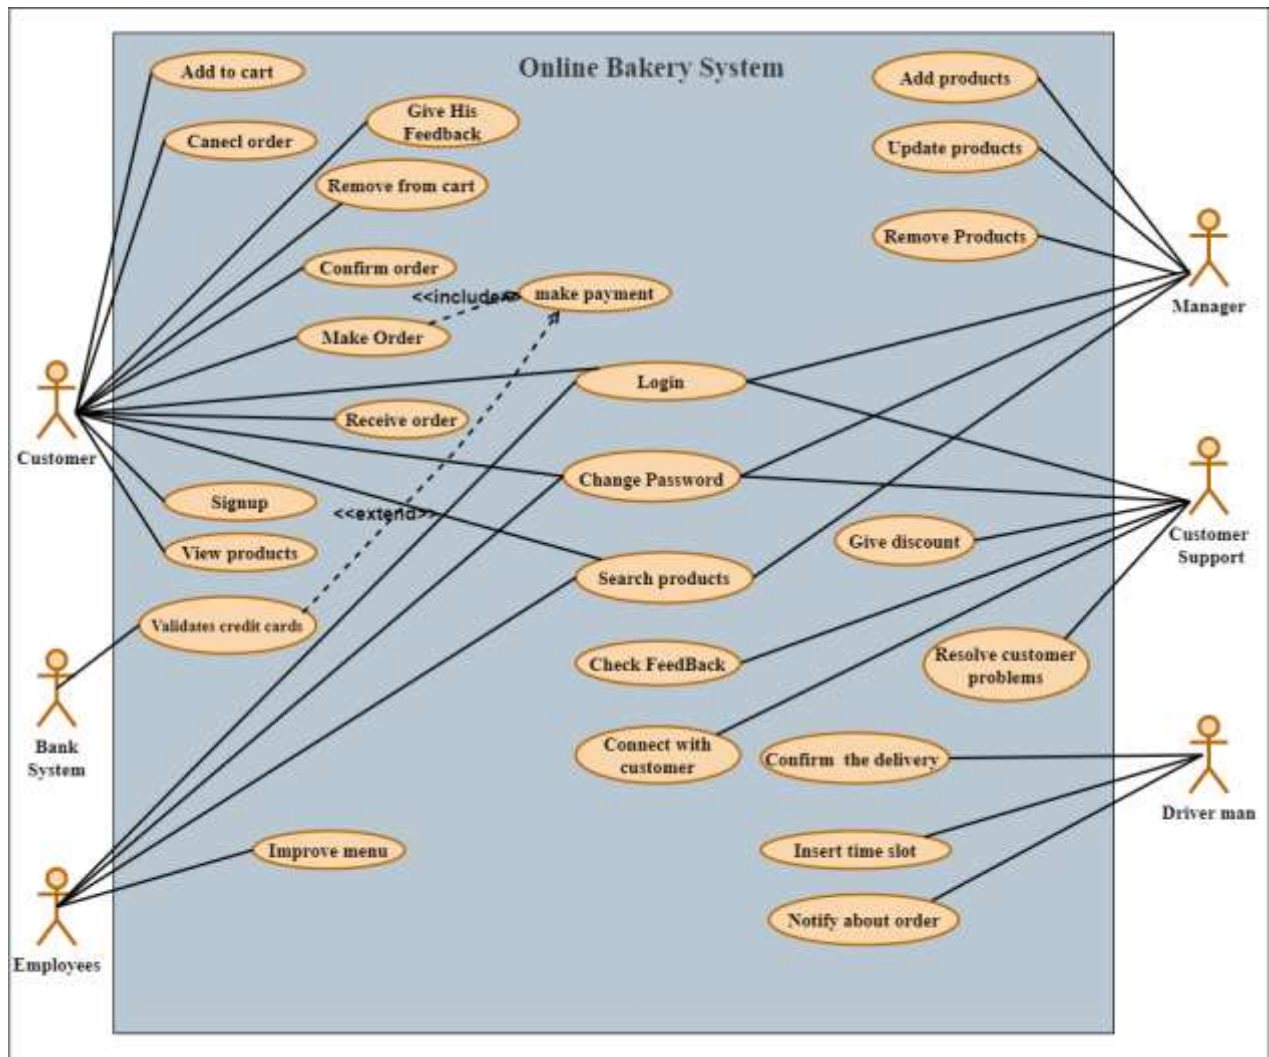 Online Bakery System
Add to cart
Canecl order
Give His
Feedback
Remove from cart
Confirm order
<<include>>
make payment
Make Order
Login
Receive order
Change Password
Signup
<<extend>>
View products
Search products
Validates credit cards
Check FeedBack
Connect with
customer
Improve menu
Add products
Update products
Remove Products
Give discount
Resolve customer
problems
Confirm the delivery
Insert time slot
Notify about order
Customer
Bank
System
Employees
Manager
Customer
Support
Driver man